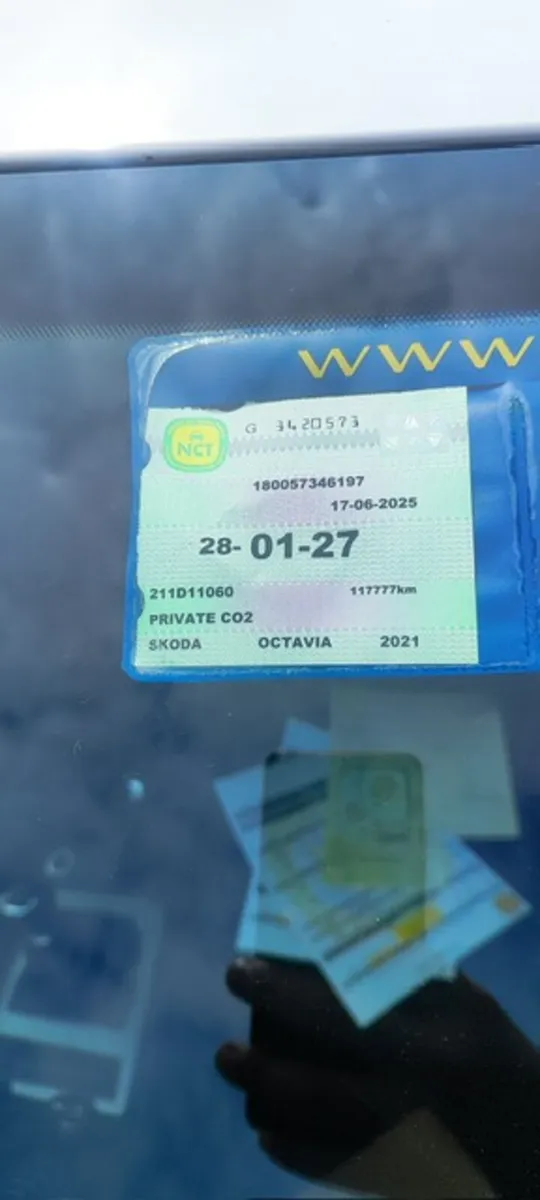 www
NCT
G 3420573
180057346197
17-06-2025
28-01-27
211D11060 117777km
PRIVATE CO2
SKODA OCTAVIA 2021